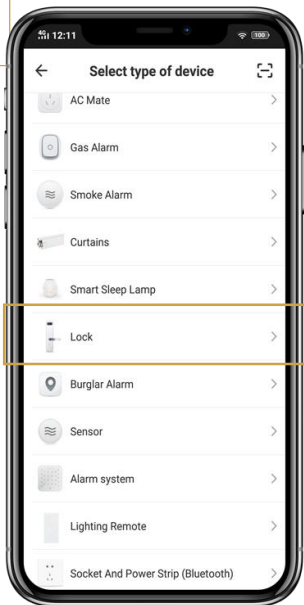 4G 12:11 100
Select type of device
AC Mate
Gas Alarm
Smoke Alarm
Curtains
Smart Sleep Lamp
Lock
Burglar Alarm
Sensor
Alarm system
Lighting Remote
Socket And Power Strip (Bluetooth)